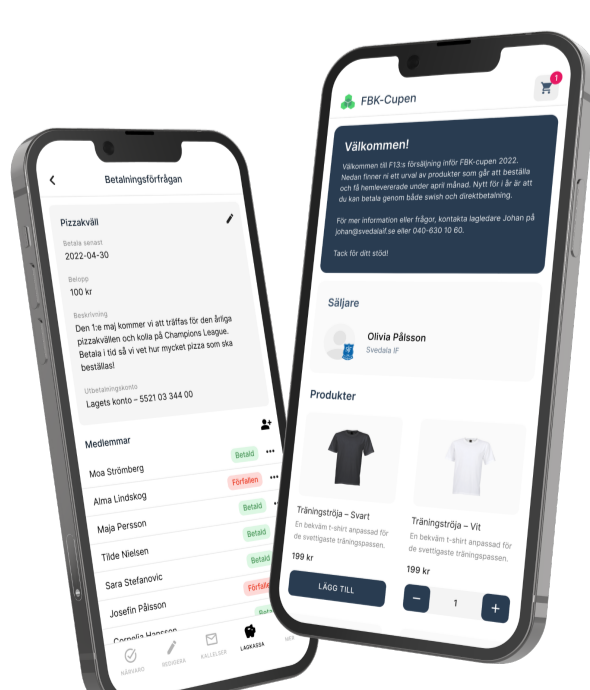 Betalningsförfrågan
Pizzakväll
Betala senast
2022-04-30
Belopp
100 kr
Beskrivning
Den 1:e maj kommer vi att träffas för den årliga
pizzakvällen och kolla på Champions League.
Betala i tid så vi vet hur mycket pizza som ska
beställas!
Utbetalningskonto
Lagets konto – 5521 03 344 00
Medlemmar
Moa Strömberg Betald
Alma Lindskog Förfallen
Maja Persson Betald
Tilde Nielsen Betald
Sara Stefanovic Betald
Josefin Pålsson
Cornelia Hansson
NÄRVARO REDIGERA KALLELSER LAGKASSA MER
FBK-Cupen
1
Välkommen!
Välkommen till F13:s försäljning inför FBK-cupen 2022.
Nedan finner ni ett urval av produkter som går att beställa
och få hemlevererade under april månad. Nytt för i år är att
du kan betala genom både swish och direktbetalning.
För mer information eller frågor, kontakta lagledare Johan på
johan@svedalaif.se eller 040-630 10 60.
Tack för ditt stöd!
Säljare
Olivia Pålsson
Svedala IF
Produkter
Träningströja – Svart
En bekväm t-shirt anpassad för
de svettigaste träningspassen.
199 kr
LÄGG TILL
Träningströja – Vit
En bekväm t-shirt anpassad för
de svettigaste träningspassen.
199 kr
− 1 +